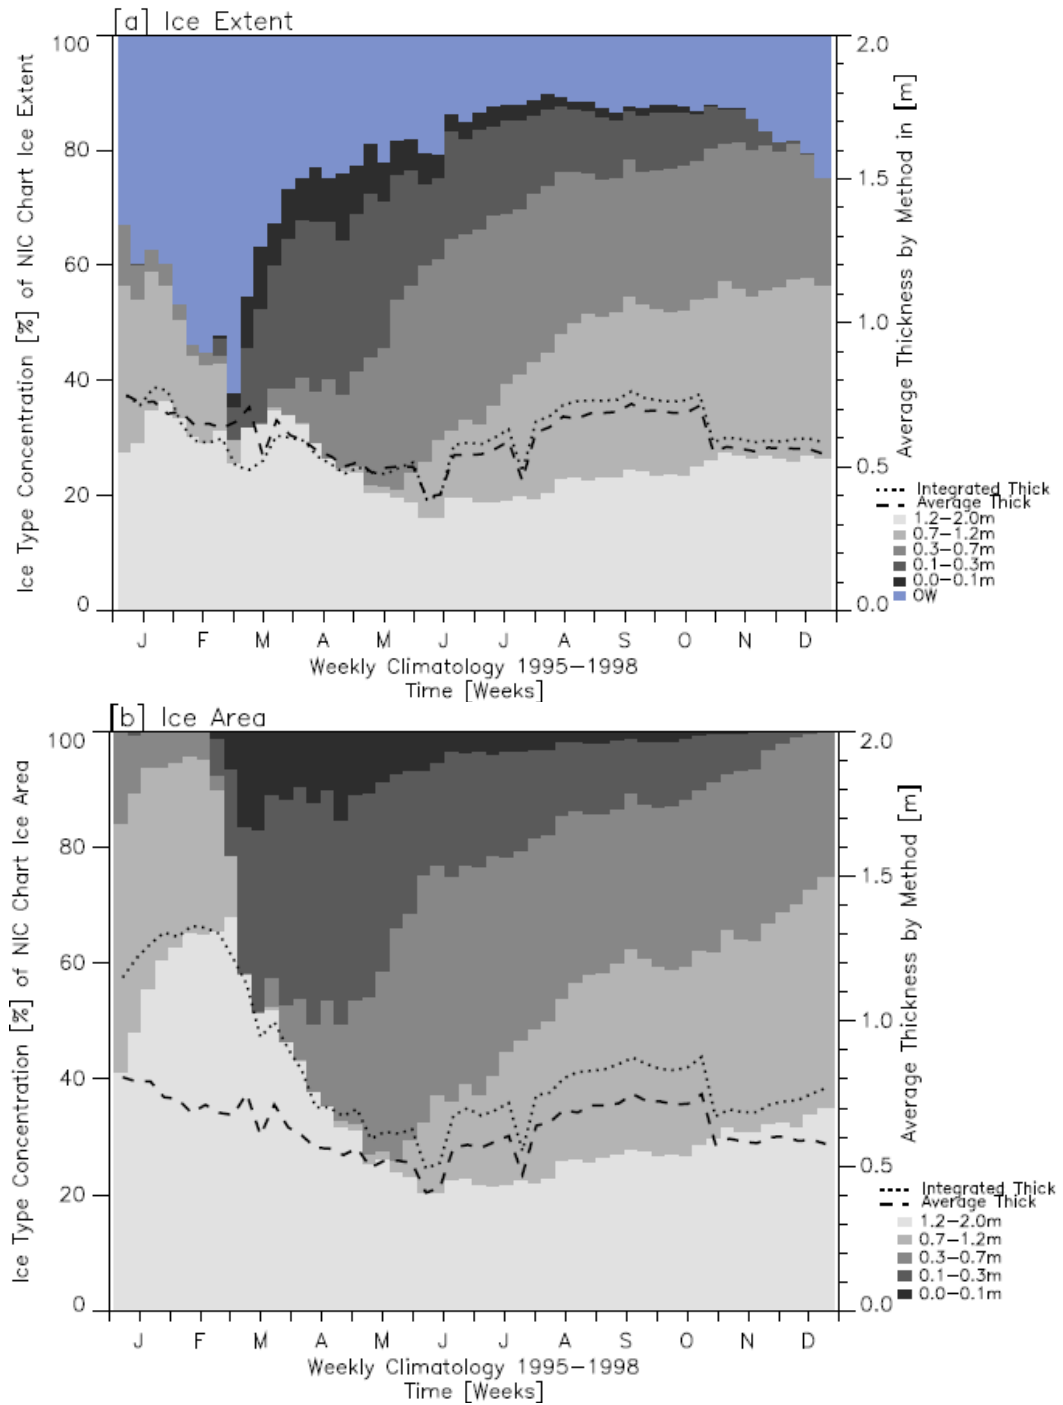 [a] Ice Extent
Ice Type Concentration [%] of NIC Chart Ice Extent
100
80
60
40
20
0
2.0
1.5
1.0
0.5
0.0
Average Thickness by Method in [m]
Integrated Thick
Average Thick
1.2-2.0m
0.7-1.2m
0.3-0.7m
0.1-0.3m
0.0-0.1m
OW
J F M A M J J A S O N D
Weekly Climatology 1995-1998
Time [Weeks]
[b] Ice Area
Ice Type Concentration [%] of NIC Chart Ice Area
100
80
60
40
20
0
2.0
1.5
1.0
0.5
0.0
Average Thickness by Method [m]
Integrated Thick
Average Thick
1.2-2.0m
0.7-1.2m
0.3-0.7m
0.1-0.3m
0.0-0.1m
J F M A M J J A S O N D
Weekly Climatology 1995-1998
Time [Weeks]